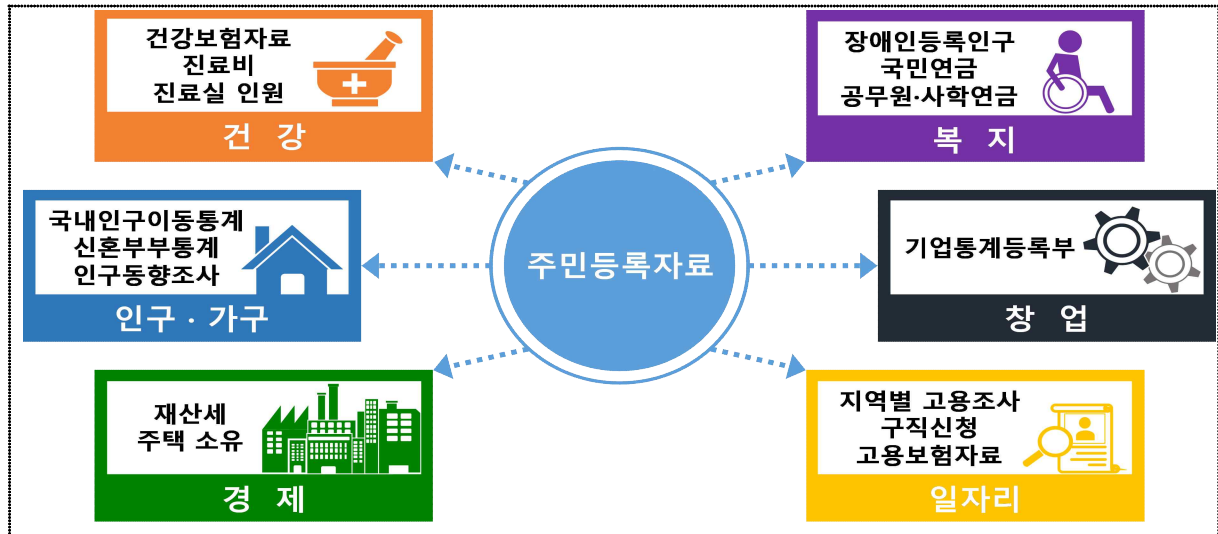 건강보험자료
진료비
진료실 인원
건 강
장애인등록인구
국민연금
공무원·사학연금
복 지
국내인구이동통계
신혼부부통계
인구동향조사
인구 · 가구
주민등록자료
기업통계등록부
창 업
재산세
주택 소유
경 제
지역별 고용조사
구직신청
고용보험자료
일자리